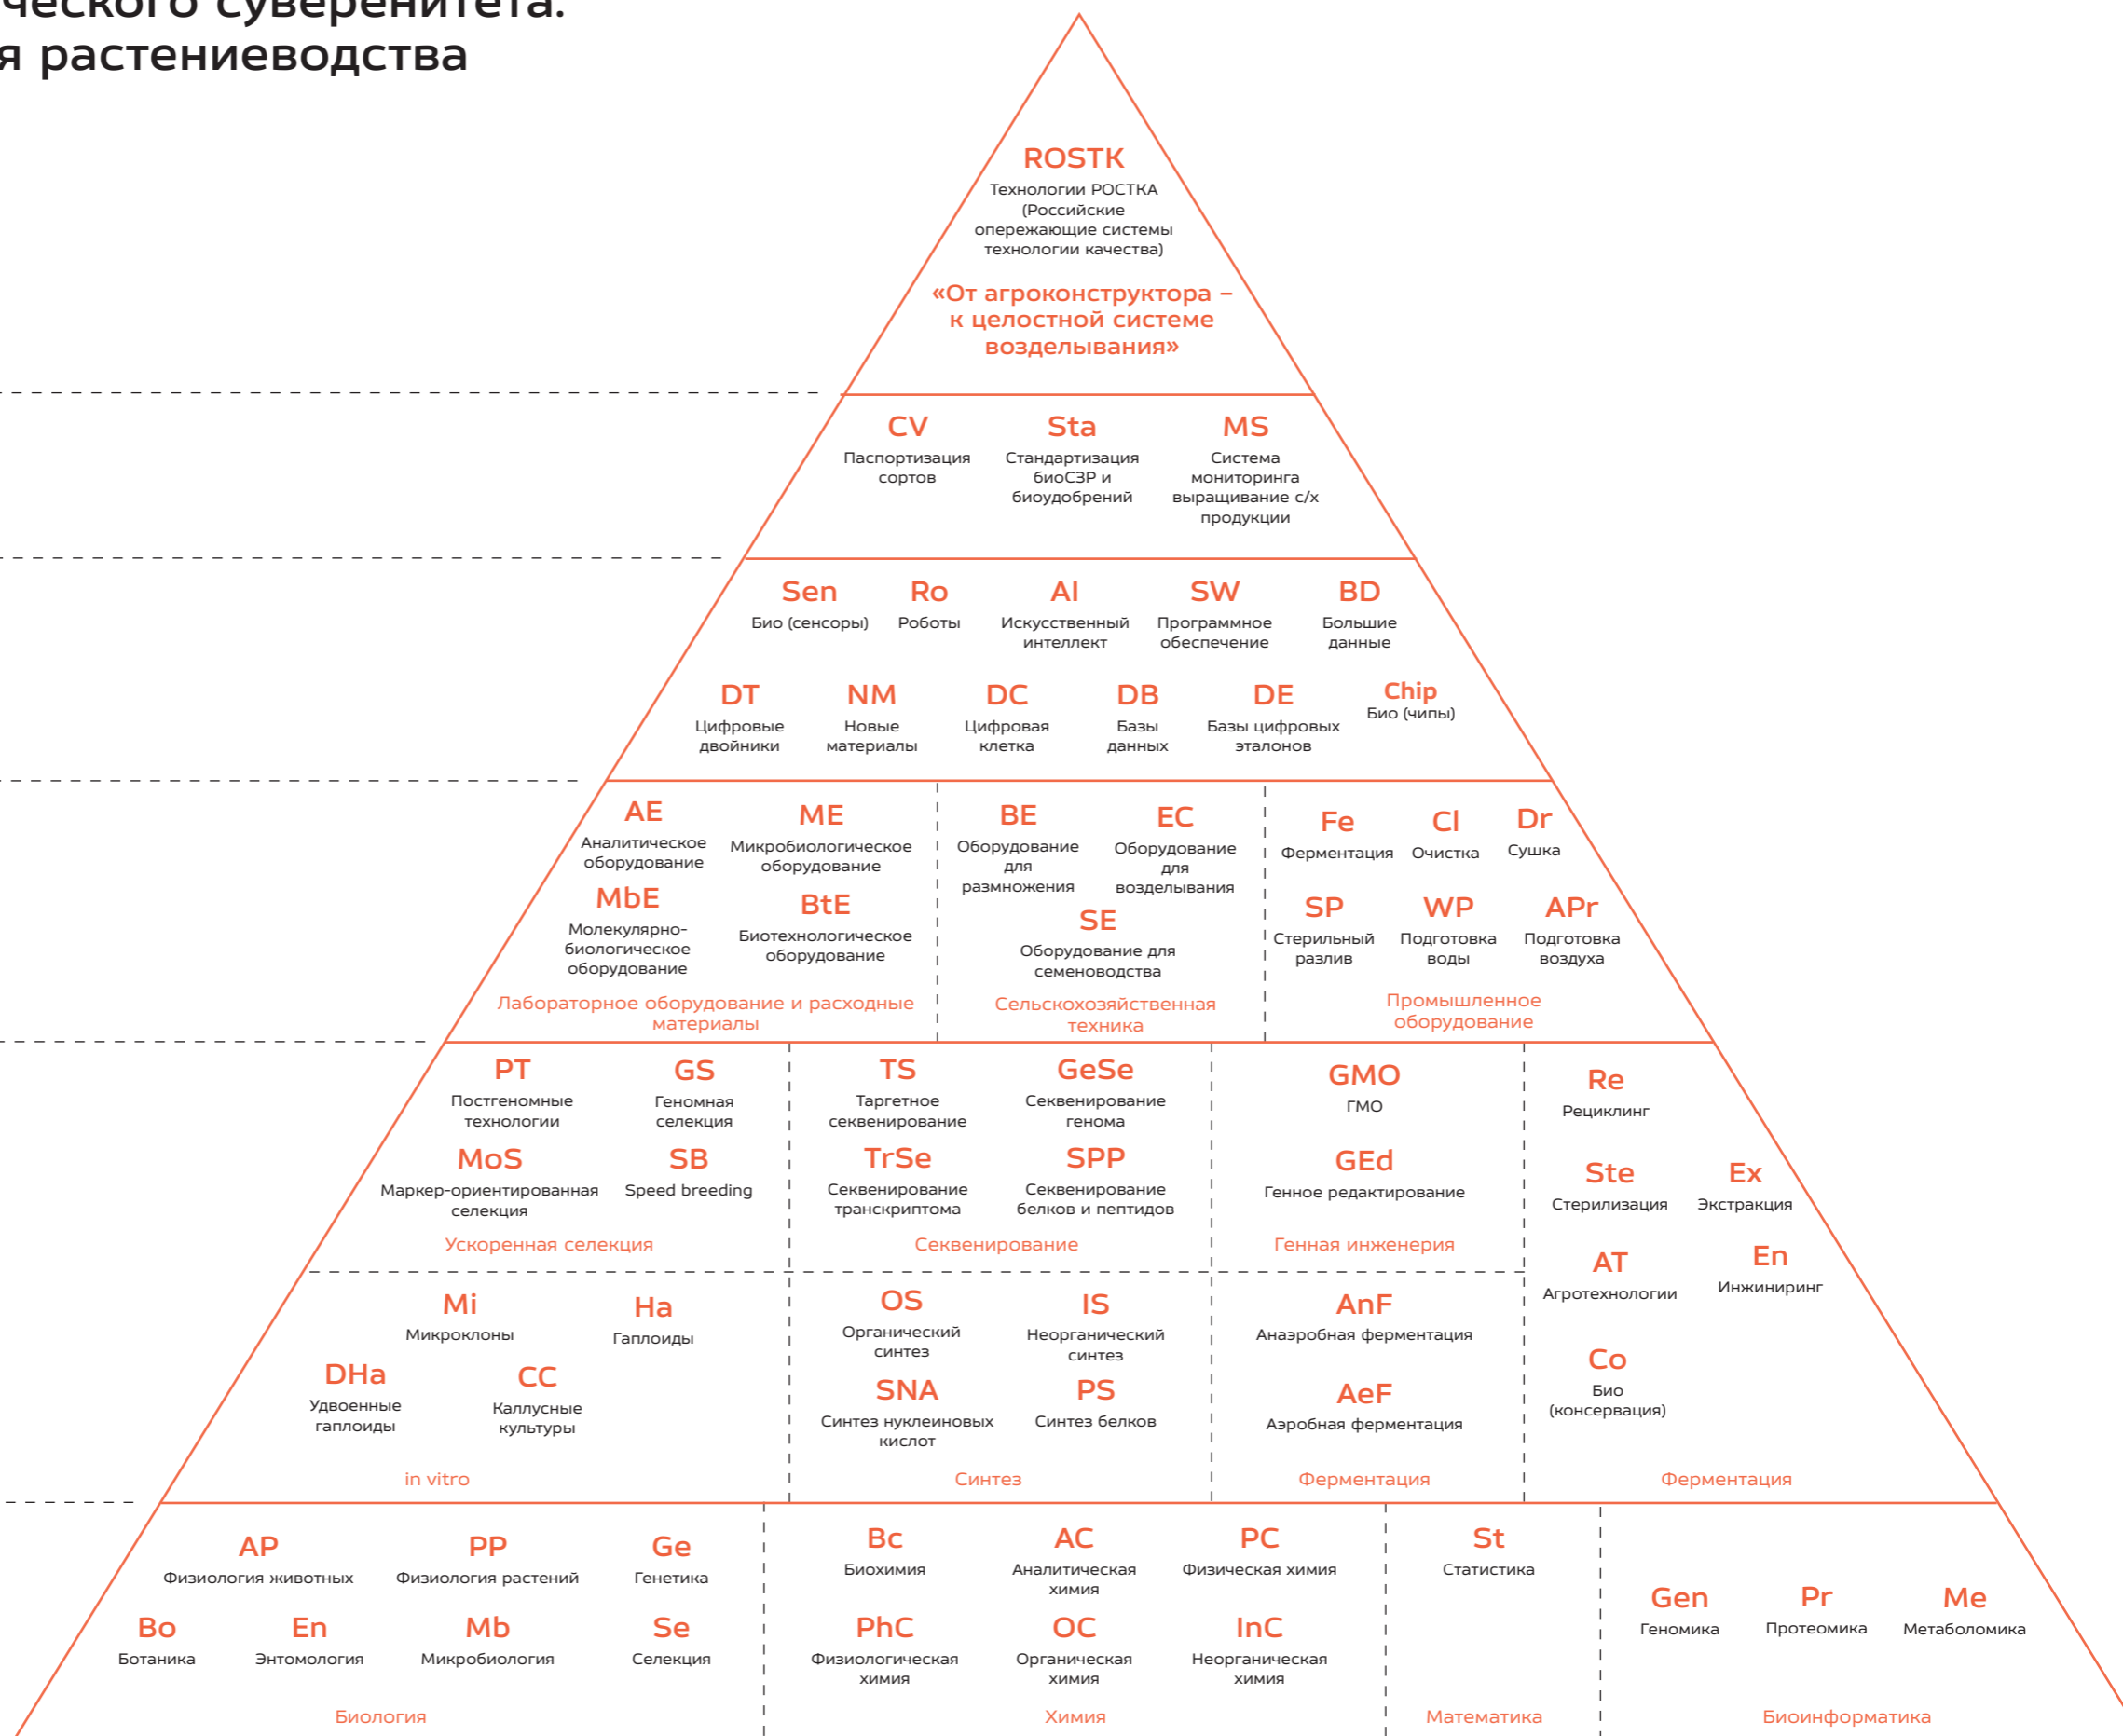 ческого суверенитета.
я растениеводства
ROSTK
Технологии РОСТКА
(Российские
опережающие системы
технологии качества)
«От агроконструктора –
к целостной системе
возделывания»
CV
Паспортизация
сортов
Sta
Стандартизация
биоСЗР и
биоудобрений
MS
Система
мониторинга
выращивание с/х
продукции
Sen
Био (сенсоры)
Ro
Роботы
AI
Искусственный
интеллект
SW
Программное
обеспечение
BD
Большие
данные
DT
Цифровые
двойники
NM
Новые
материалы
DC
Цифровая
клетка
DB
Базы
данных
DE
Базы цифровых
эталонов
Chip
Био (чипы)
AE
Аналитическое
оборудование
ME
Микробиологическое
оборудование
MbE
Молекулярно-
биологическое
оборудование
BtE
Биотехнологическое
оборудование
Лабораторное оборудование и расходные
материалы
BE
Оборудование
для
размножения
EC
Оборудование
для
возделывания
SE
Оборудование для
семеноводства
Сельскохозяйственная
техника
Fe
Ферментация
Cl
Очистка
Dr
Сушка
SP
Стерильный
разлив
WP
Подготовка
воды
APr
Подготовка
воздуха
Промышленное
оборудование
PT
Постгеномные
технологии
GS
Геномная
селекция
MoS
Маркер-ориентированная
селекция
SB
Speed breeding
Ускоренная селекция
TS
Таргетное
секвенирование
GeSe
Секвенирование
генома
TrSe
Секвенирование
транскриптома
SPP
Секвенирование
белков и пептидов
Секвенирование
GMO
ГМО
GEd
Генное редактирование
Генная инженерия
Re
Рециклинг
Ste
Стерилизация
Ex
Экстракция
AT
Агротехнологии
En
Инжиниринг
Co
Био
(консервация)
Ферментация
Mi
Микроклоны
Ha
Гаплоиды
DHa
Удвоенные
гаплоиды
CC
Каллусные
культуры
in vitro
OS
Органический
синтез
IS
Неорганический
синтез
SNA
Синтез нуклеиновых
кислот
PS
Синтез белков
Синтез
AnF
Анаэробная ферментация
AeF
Аэробная ферментация
Ферментация
AP
Физиология животных
PP
Физиология растений
Ge
Генетика
Bo
Ботаника
En
Энтомология
Mb
Микробиология
Se
Селекция
Биология
Bc
Биохимия
AC
Аналитическая
химия
PC
Физическая химия
PhC
Физиологическая
химия
OC
Органическая
химия
InC
Неорганическая
химия
Химия
St
Статистика
Математика
Gen
Геномика
Pr
Протеомика
Me
Метаболомика
Биоинформатика